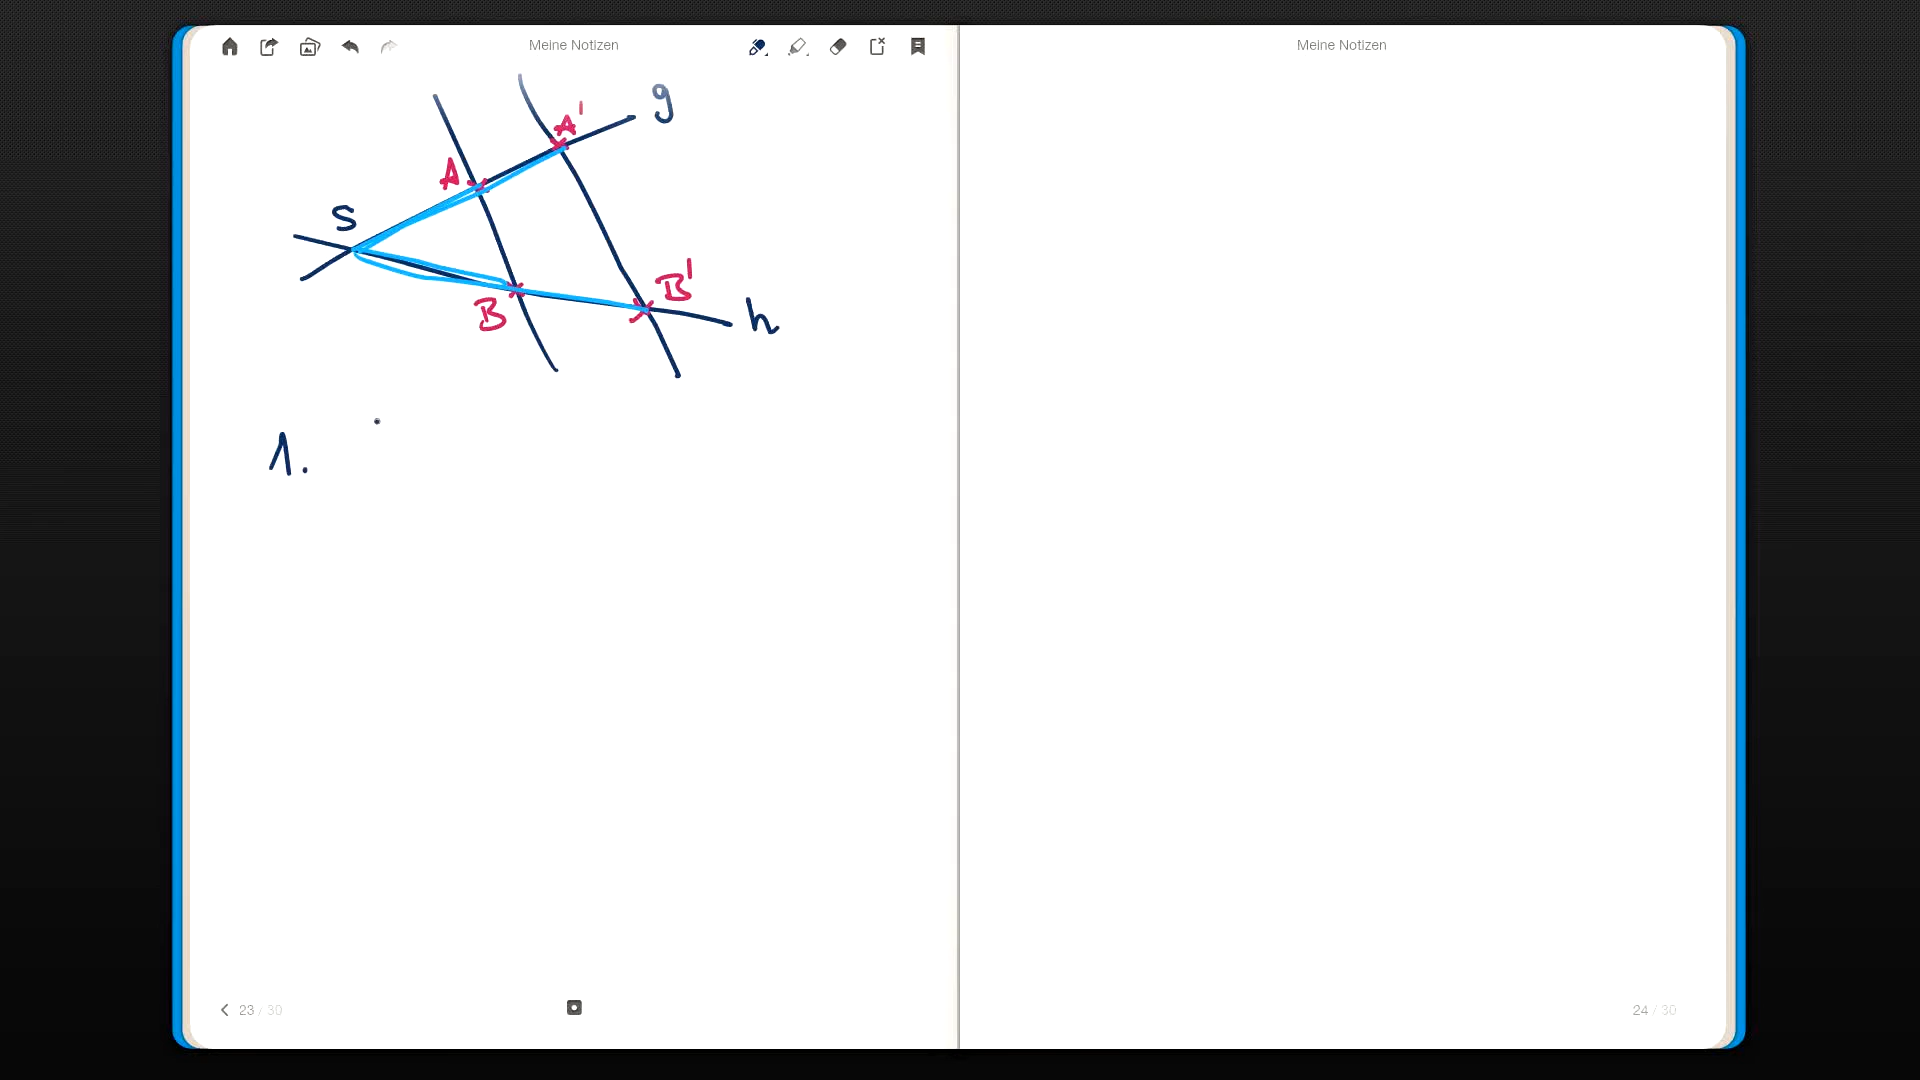 Meine Notizen
Meine Notizen
g
A'
A
S
B'
B
h
1.
23 / 30
24 / 30